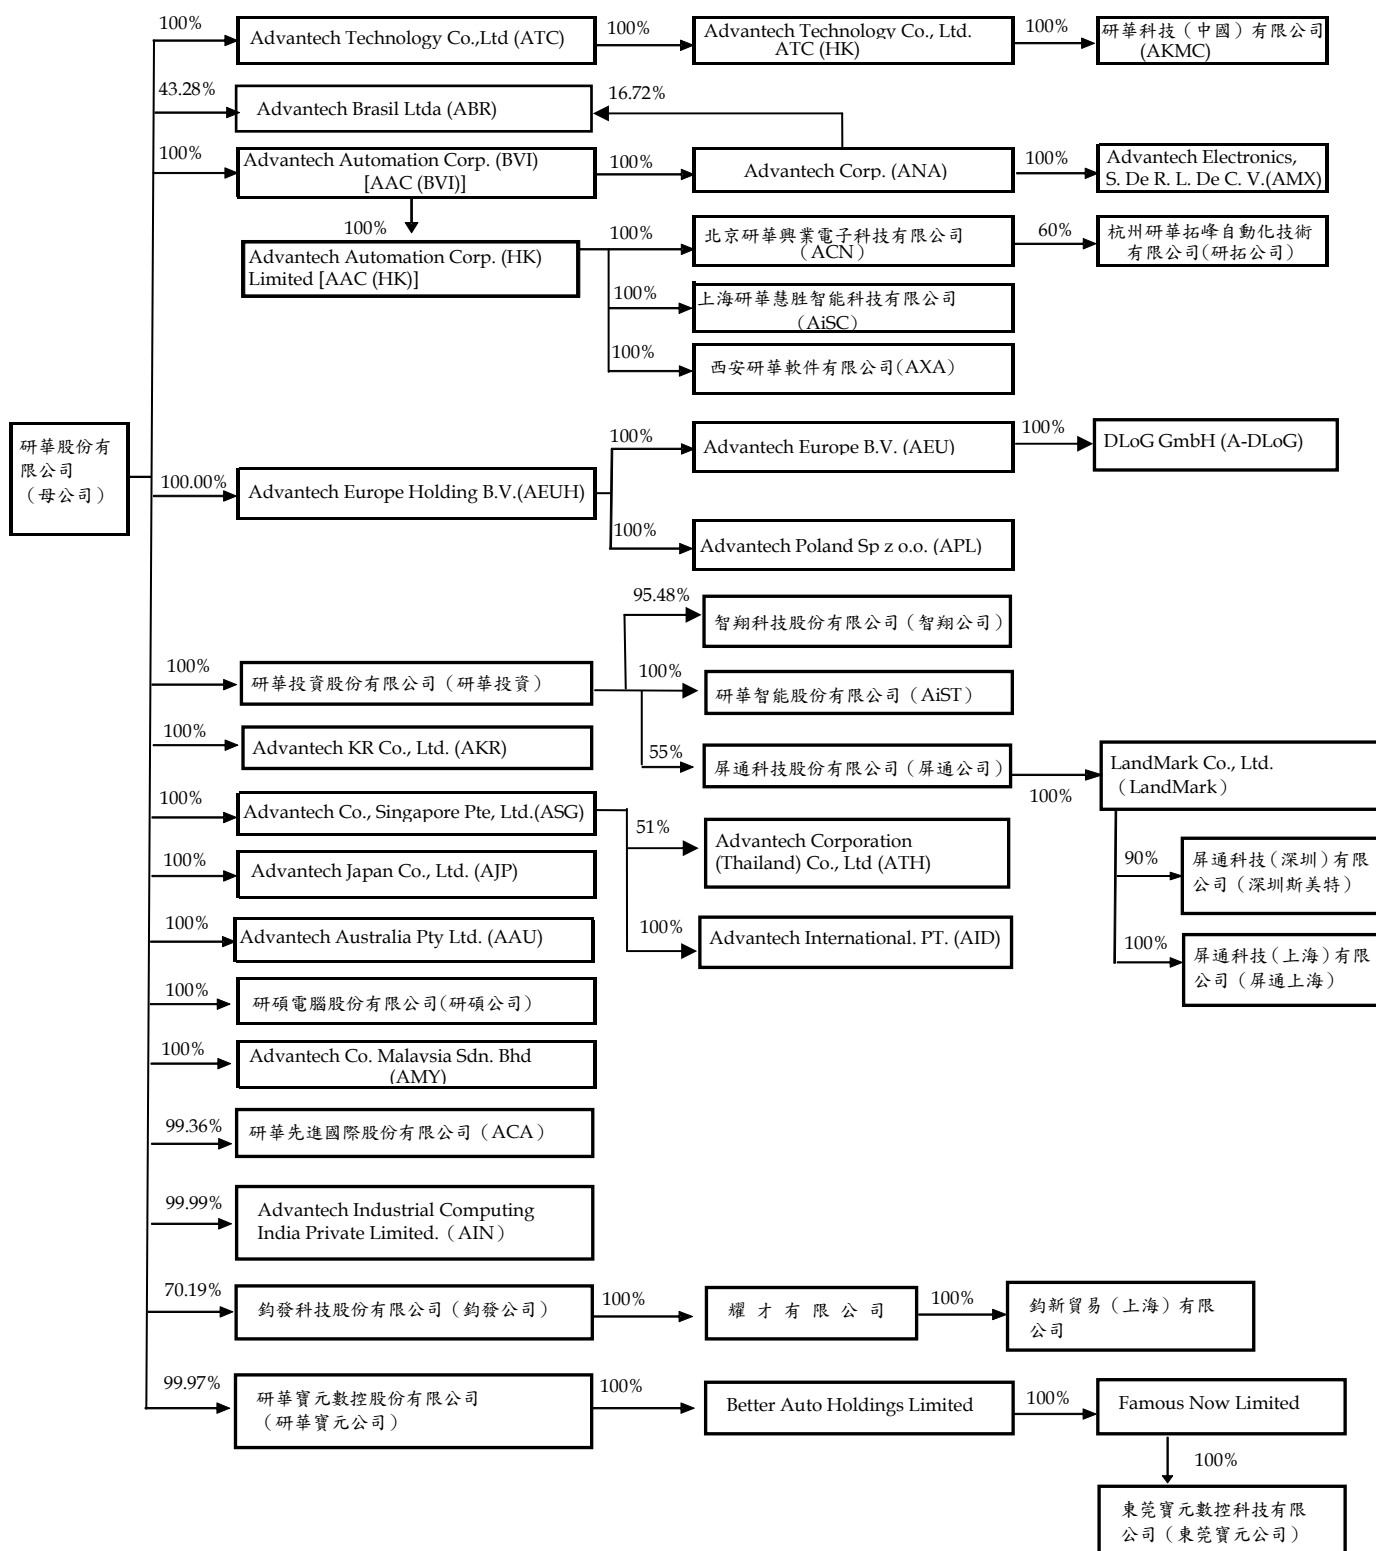 100%
Advantech Technology Co.,Ltd (ATC)
100%
Advantech Technology Co., Ltd.
ATC (HK)
100%
研華科技（中國）有限公司
(AKMC)
43.28%
Advantech Brasil Ltda (ABR)
16.72%
100%
Advantech Automation Corp. (BVI)
[AAC (BVI)]
100%
Advantech Corp. (ANA)
100%
Advantech Electronics,
S. De R. L. De C. V.(AMX)
100%
Advantech Automation Corp. (HK)
Limited [AAC (HK)]
100%
北京研華興業電子科技有限公司
（ACN）
60%
杭州研華拓峰自動化技術
有限公司(研拓公司)
100%
上海研華慧胜智能科技有限公司
（AiSC）
100%
西安研華軟件有限公司(AXA）
研華股份有
限公司
（母公司）
100.00%
Advantech Europe Holding B.V.(AEUH)
100%
Advantech Europe B.V. (AEU)
100%
DLoG GmbH (A-DLoG)
100%
Advantech Poland Sp z o.o. (APL)
95.48%
智翔科技股份有限公司（智翔公司）
100%
研華投資股份有限公司（研華投資）
100%
研華智能股份有限公司（AiST）
100%
Advantech KR Co., Ltd. (AKR)
55%
屏通科技股份有限公司（屏通公司）
100%
LandMark Co., Ltd.
（LandMark）
100%
Advantech Co., Singapore Pte, Ltd.(ASG)
51%
Advantech Corporation
(Thailand) Co., Ltd (ATH)
90%
屏通科技(深圳)有限
公司（深圳斯美特）
100%
Advantech Japan Co., Ltd. (AJP)
100%
Advantech Australia Pty Ltd. (AAU)
100%
Advantech International. PT. (AID)
100%
屏通科技(上海)有限
公司（屏通上海）
100%
研碩電腦股份有限公司(研碩公司）
100%
Advantech Co. Malaysia Sdn. Bhd
(AMY)
99.36%
研華先進國際股份有限公司（ACA）
99.99%
Advantech Industrial Computing
India Private Limited.（AIN）
70.19%
鈞發科技股份有限公司（鈞發公司）
100%
耀才有限公司
100%
鈞新貿易（上海）有限
公司
99.97%
研華寶元數控股份有限公司
（研華寶元公司）
100%
Better Auto Holdings Limited
100%
Famous Now Limited
100%
東莞寶元數控科技有限
公司（東莞寶元公司）